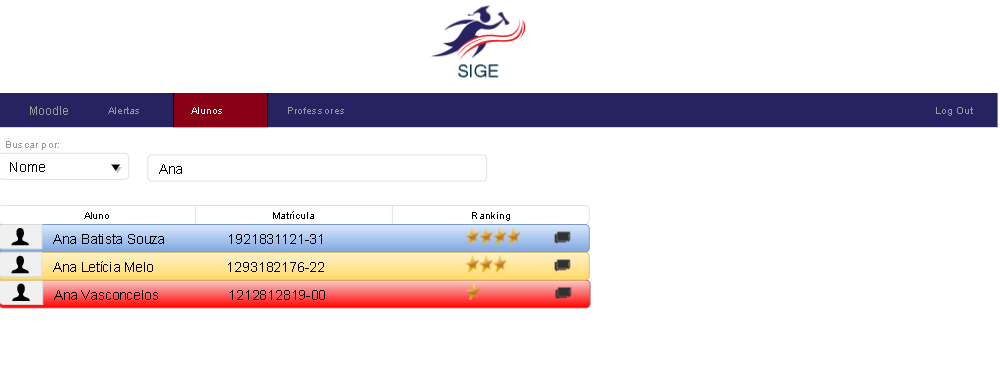 SIGE
Moodle Alertas Alunos Professores Log Out
Buscar por:
Nome Ana
Aluno Matrícula Ranking
Ana Batista Souza 1921831121-31
Ana Letícia Melo 1293182176-22
Ana Vasconcelos 1212812819-00